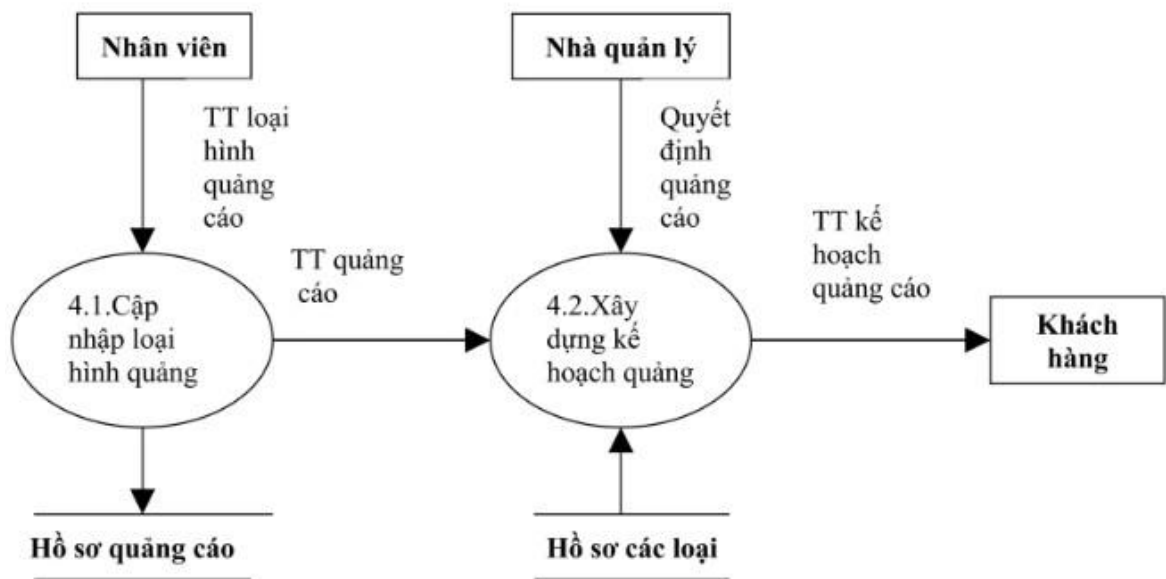 Nhân viên
Nhà quản lý
TT loại
hình
quảng
cáo
Quyết
định
quảng
cáo
TT quảng
cáo
TT kế
hoạch
quảng cáo
4.1.Cập
nhập loại
hình quảng
4.2.Xây
dựng kế
hoạch quảng
Khách
hàng
Hồ sơ quảng cáo
Hồ sơ các loại